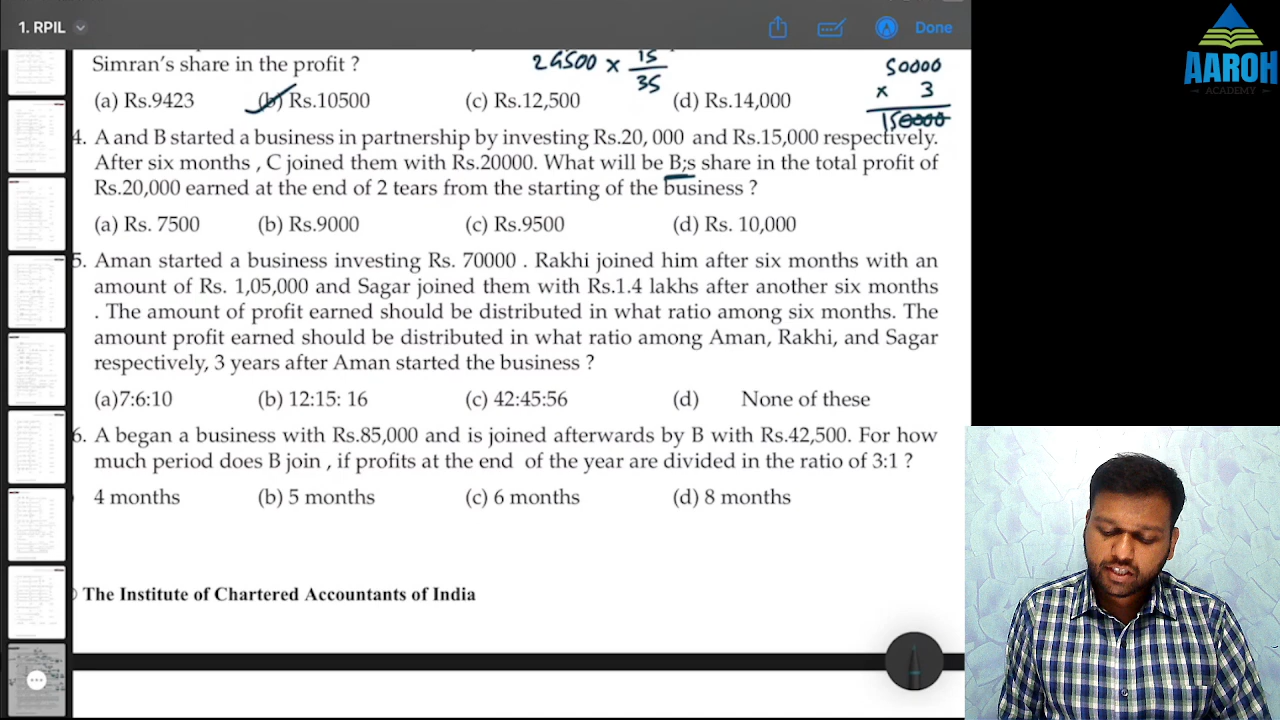 1. RPIL
Done
AAROH
ACADEMY
Simran's share in the profit ?
24500 × 15
35
50000
× 3
150000
(a) Rs.9423 (b) Rs.10500 (c) Rs.12,500 (d) Rs.14,000
4. A and B started a business in partnership by investing Rs.20, 000 and Rs.15,000 respectively.
After six months , C joined them with Rs.20000. What will be B;s share in the total profit of
Rs.20,000 earned at the end of 2 tears from the starting of the business ?
(a) Rs. 750 (b) Rs.9000 (c) Rs.9500 (d) Rs. 10,000
5. Aman started a business investing Rs. 70000 . Rakhi joined him after six months with an
amount of Rs. 1,05,000 and Sagar joined them with Rs.1.4 lakhs after another six months
. The amount of profit earned should be distributed in what ratio among six months. The
amount profit earned should be distributed in what ratio among Aman, Rakhi, and Sagar
respectively, 3 years after Aman started the business ?
(a)7:6:10 (b) 12:15: 16 (c) 42:45:56 (d) None of these
6. A began a business with Rs.85,000 and he joined afterwards by B with Rs.42,500. For how
much period does B join , if profits at the end of the year are divided in the ratio of 3:1 ?
4 months (b) 5 months (c) 6 months (d) 8 months
The Institute of Chartered Accountants of India